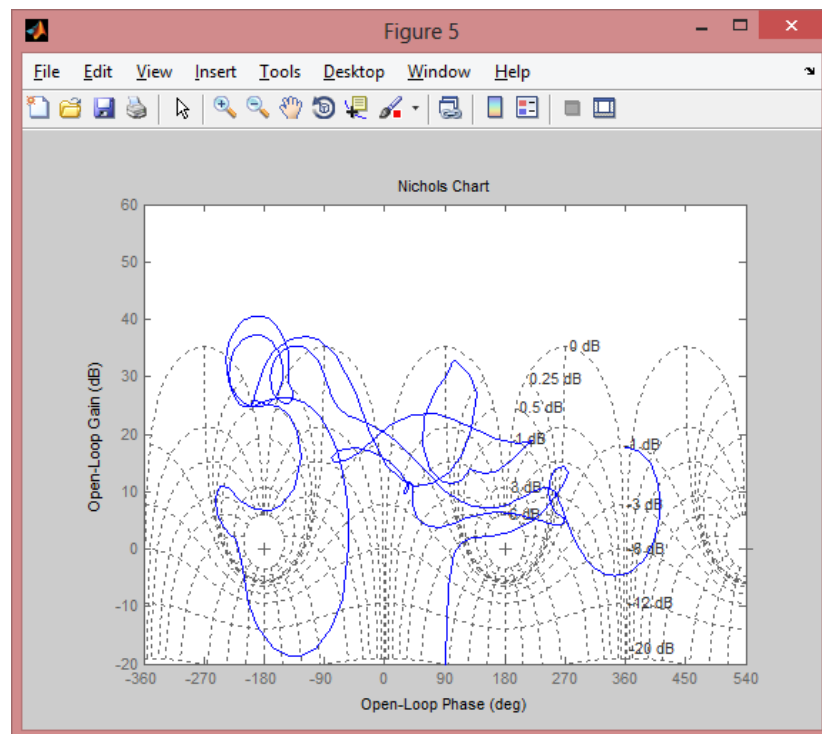 Figure 5
File Edit View Insert Tools Desktop Window Help
Nichols Chart
60
50
40
30
20
10
0
-10
-20
Open-Loop Gain (dB)
0 dB
0.25 dB
0.5 dB
1 dB
-1 dB
3 dB
-3 dB
6 dB
-6 dB
-12 dB
-20 dB
-360 -270 -180 -90 0 90 180 270 360 450 540
Open-Loop Phase (deg)